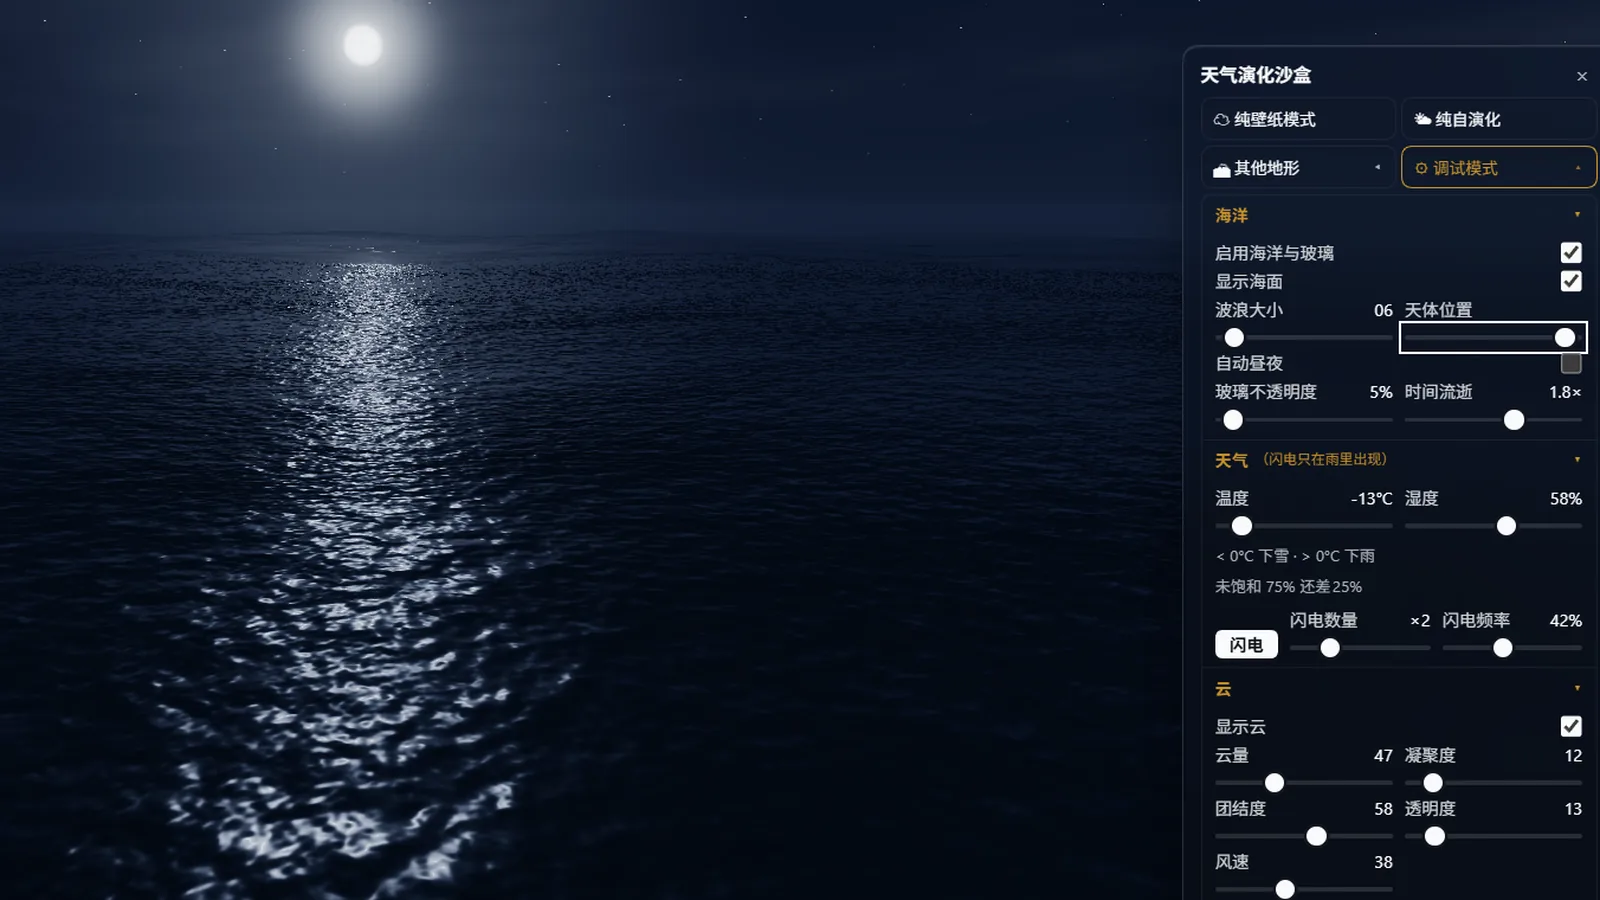 天气演化沙盒
×
纯壁纸模式
纯自演化
其他地形
调试模式
海洋
启用海洋与玻璃
显示海面
波浪大小 06 天体位置
自动昼夜
玻璃不透明度 5% 时间流逝 1.8×
天气 （闪电只在雨里出现）
温度 -13°C 湿度 58%
< 0°C 下雪 · > 0°C 下雨
未饱和 75% 还差25%
闪电
闪电数量 ×2 闪电频率 42%
云
显示云
云量 47 凝聚度 12
团结度 58 透明度 13
风速 38